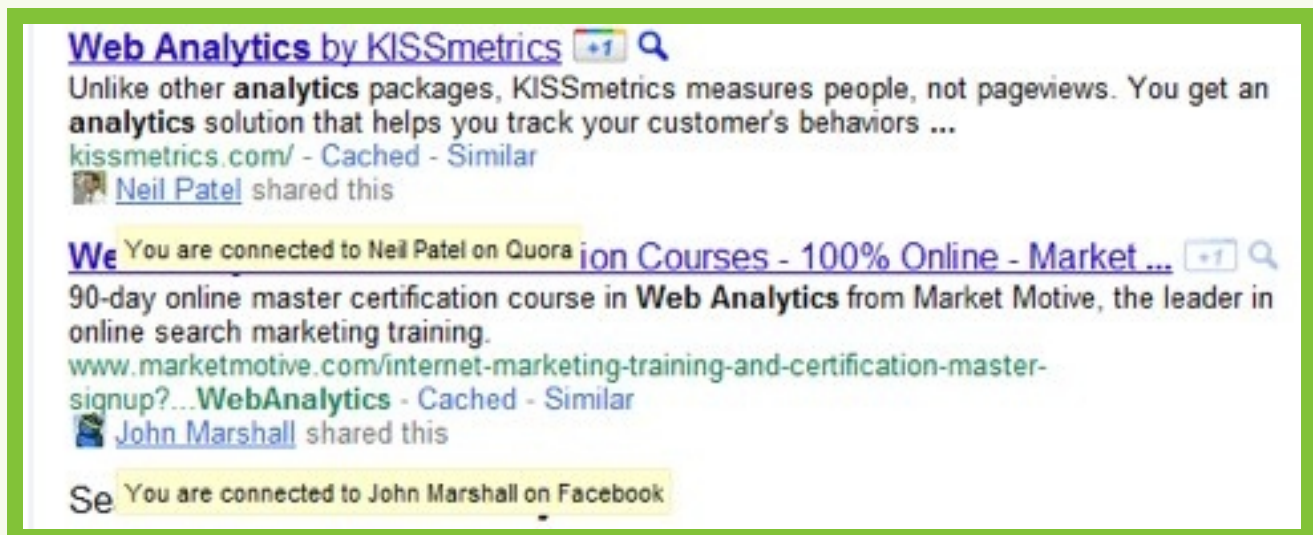 Web Analytics by KISSmetrics +1
Unlike other analytics packages, KISSmetrics measures people, not pageviews. You get an
analytics solution that helps you track your customer's behaviors ...
kissmetrics.com/ - Cached - Similar
Neil Patel shared this
You are connected to Neil Patel on Quora
We ion Courses - 100% Online - Market ... +1
90-day online master certification course in Web Analytics from Market Motive, the leader in
online search marketing training.
www.marketmotive.com/internet-marketing-training-and-certification-master-
signup?...WebAnalytics - Cached - Similar
John Marshall shared this
Se You are connected to John Marshall on Facebook